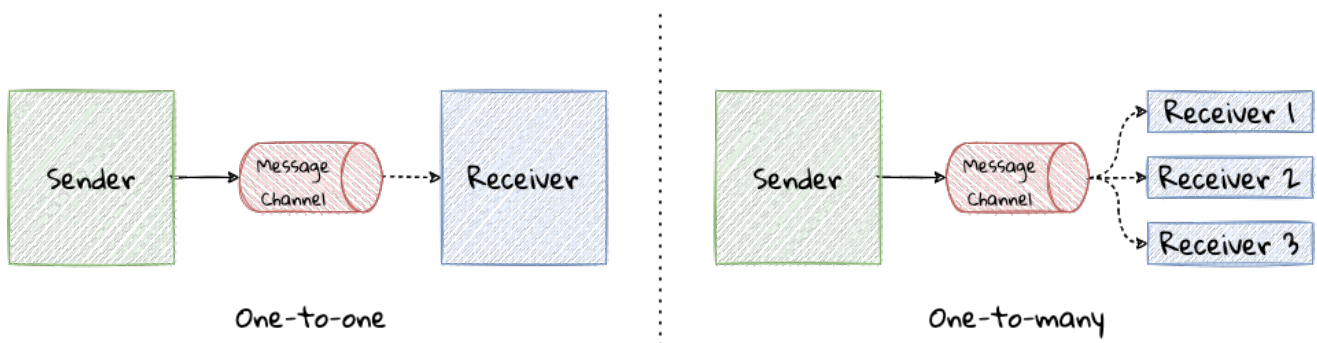 Sender
Message
Channel
Receiver
One-to-one
Sender
Message
Channel
Receiver 1
Receiver 2
Receiver 3
One-to-many